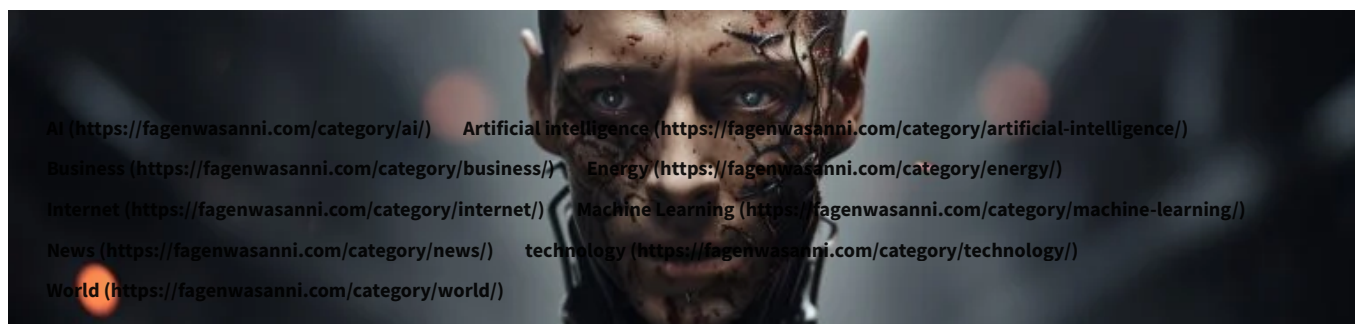 AI (https://fagenwasanni.com/category/ai/) Artificial intelligence (https://fagenwasanni.com/category/artificial-intelligence/)
Business (https://fagenwasanni.com/category/business/) Energy (https://fagenwasanni.com/category/energy/)
Internet (https://fagenwasanni.com/category/internet/) Machine Learning (https://fagenwasanni.com/category/machine-learning/)
News (https://fagenwasanni.com/category/news/) technology (https://fagenwasanni.com/category/technology/)
World (https://fagenwasanni.com/category/world/)